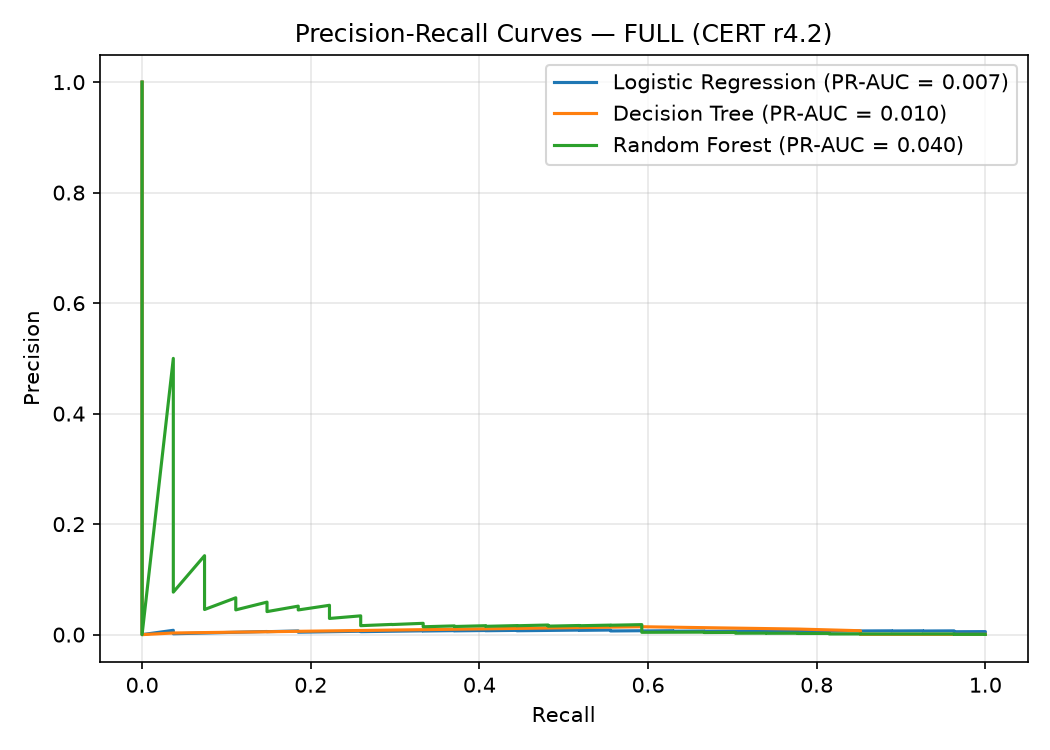 Precision-Recall Curves — FULL (CERT r4.2)
Logistic Regression (PR-AUC = 0.007)
Decision Tree (PR-AUC = 0.010)
Random Forest (PR-AUC = 0.040)
Precision
1.0
0.8
0.6
0.4
0.2
0.0
0.0 0.2 0.4 0.6 0.8 1.0
Recall